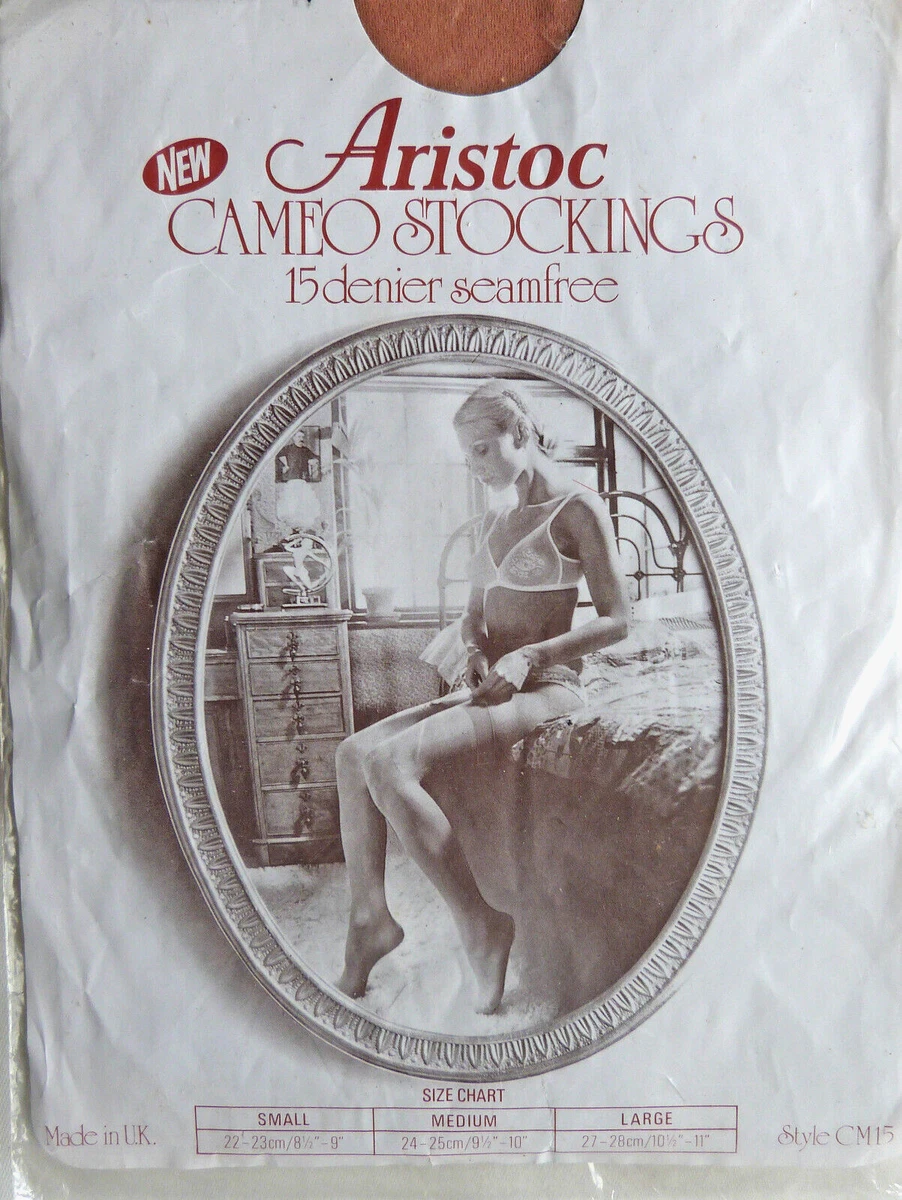 NEW
Aristoc
CAMEO STOCKINGS
15 denier seamfree
SIZE CHART
SMALL MEDIUM LARGE
22-23cm/8½"-9" 24-25cm/9½"-10" 27-28cm/10½"-11"
Made in U.K.
Style CM15